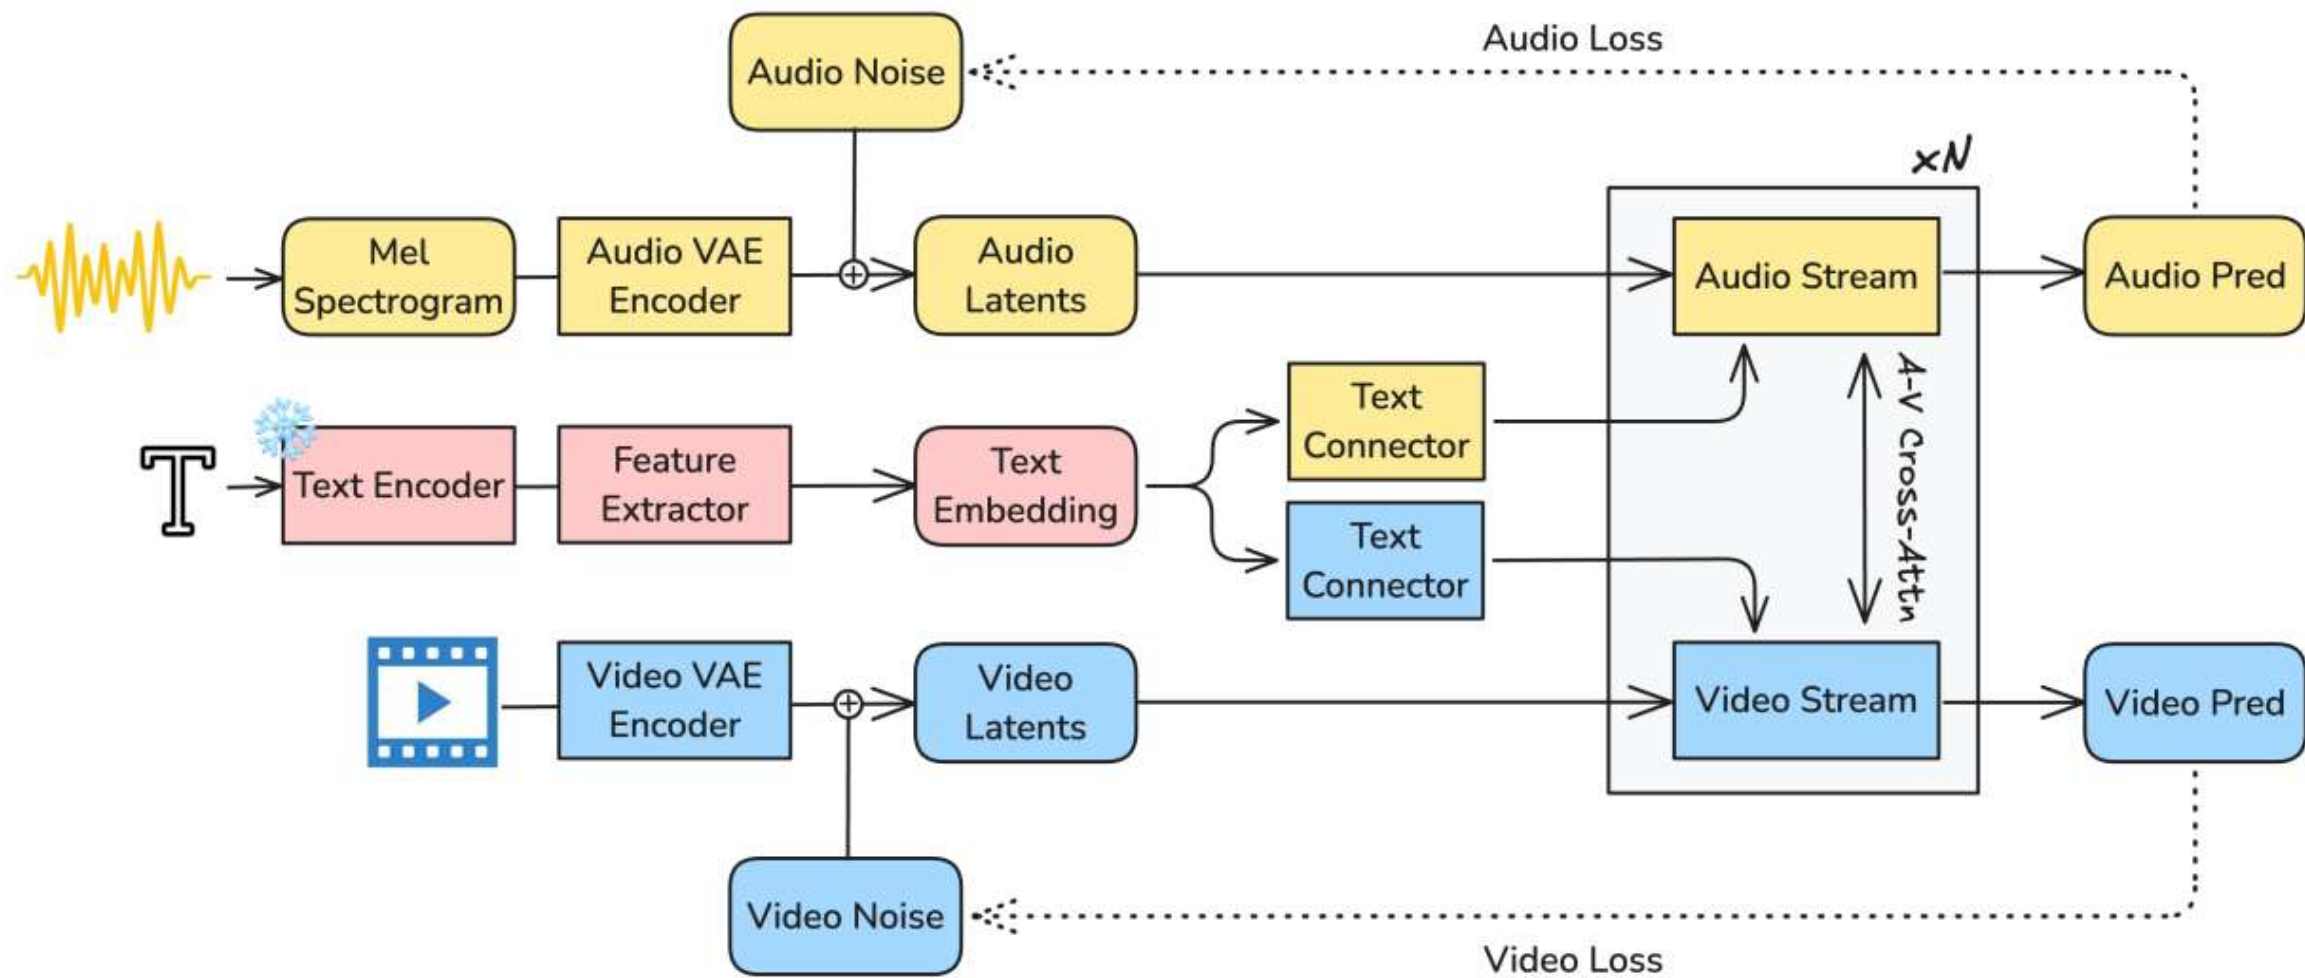 Audio Loss
Audio Noise
xN
Mel
Spectrogram
Audio VAE
Encoder
Audio
Latents
Audio Stream
Audio Pred
T
Text Encoder
Feature
Extractor
Text
Embedding
Text
Connector
Text
Connector
A-V Cross-Attn
Video VAE
Encoder
Video
Latents
Video Stream
Video Pred
Video Noise
Video Loss